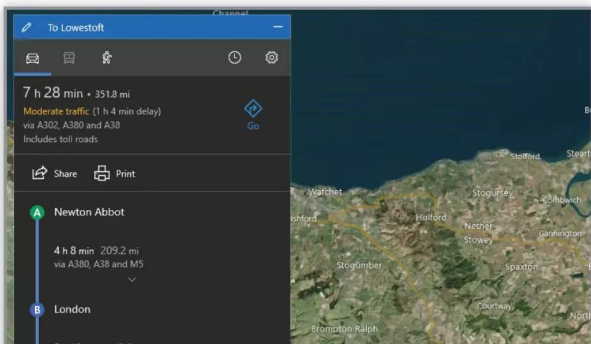 Channel
To Lowestoft
7 h 28 min • 351.8 mi
Moderate traffic (1 h 4 min delay)
via A302, A380 and A38
Includes toll roads
Go
Share
Print
A Newton Abbot
4 h 8 min 209.2 mi
via A380, A38 and M5
B London
Stolford
Steart
Watchet
Stogursey
Combwich
Holford
Nether
Stowey
Cannington
Stogumber
Spaxton
Courtway
North
Brompton Ralph